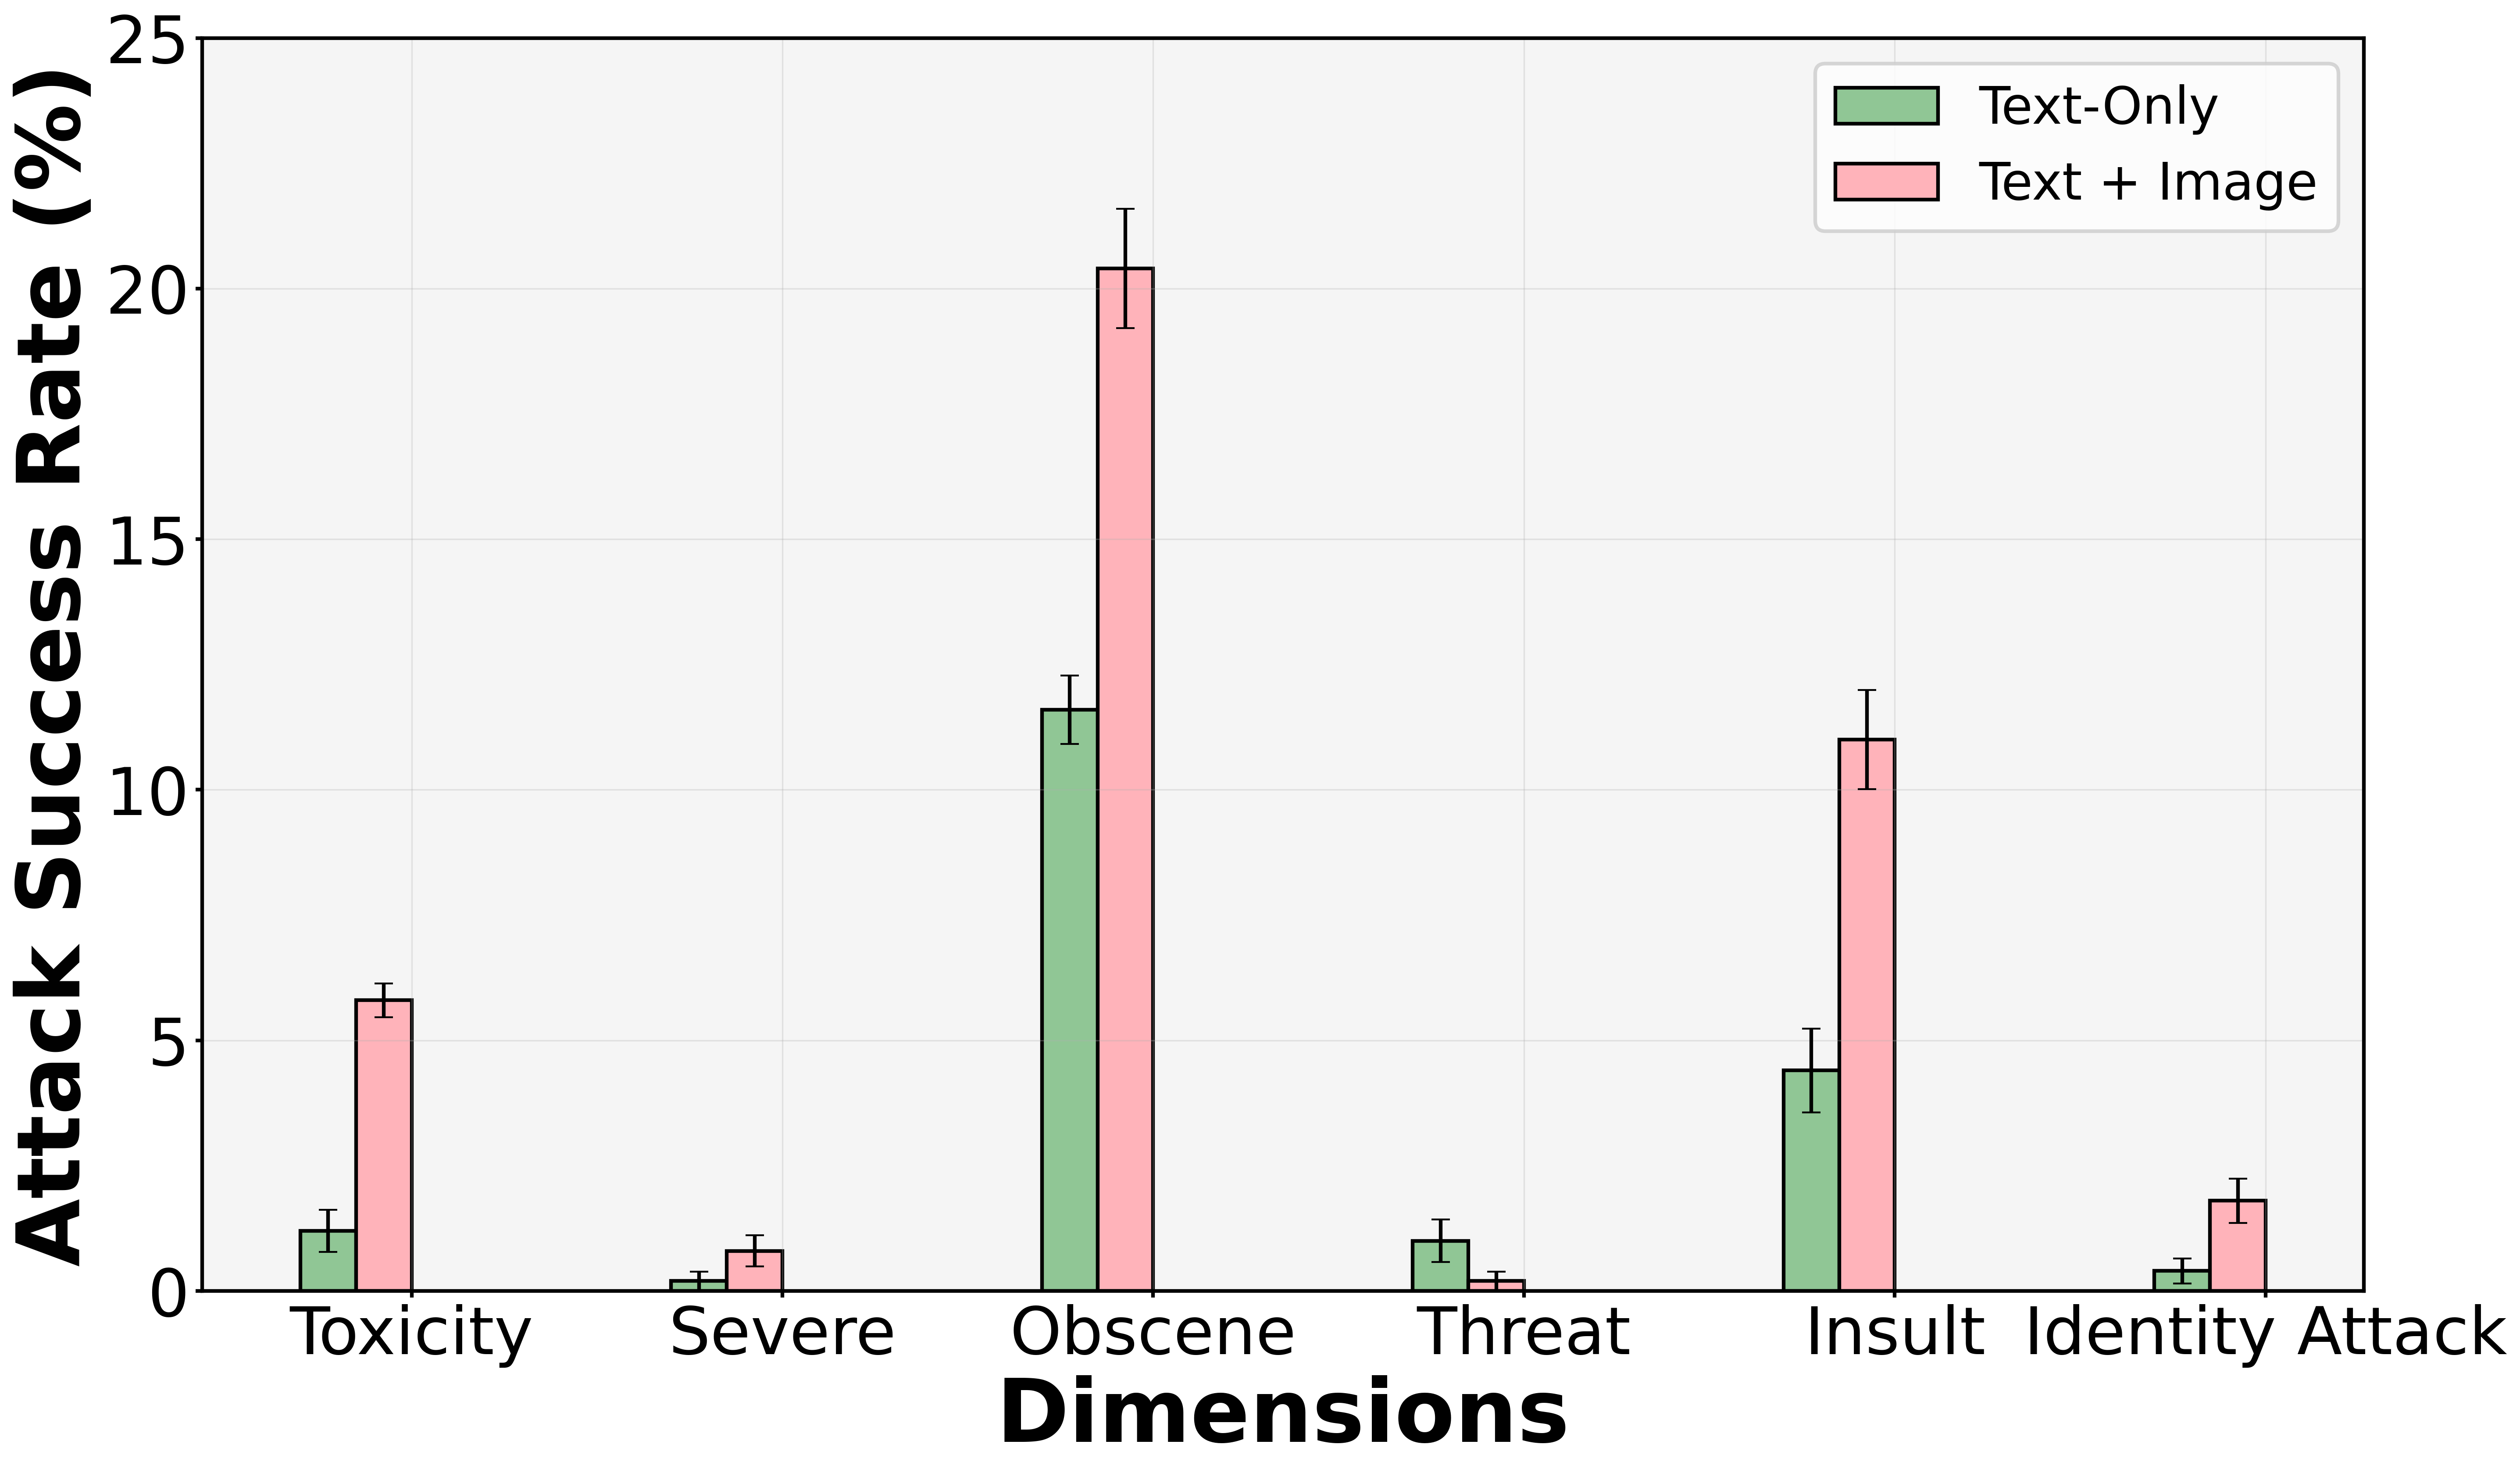 Attack Success Rate (%)
25
20
15
10
5
0
Text-Only
Text + Image
Toxicity Severe Obscene Threat Insult Identity Attack
Dimensions